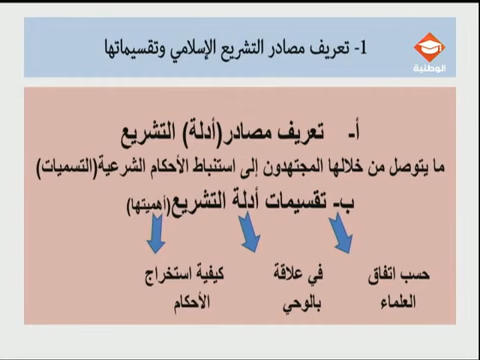 1- تعريف مصادر التشريع الإسلامي وتقسيماتها
الوطنية
أ- تعريف مصادر(أدلة) التشريع
ما يتوصل من خلالها المجتهدون إلى استنباط الأحكام الشرعية(التسميات)
ب- تقسيمات أدلة التشريع(أهميتها)
حسب اتفاق
العلماء
في علاقة
بالوحي
كيفية استخراج
الأحكام